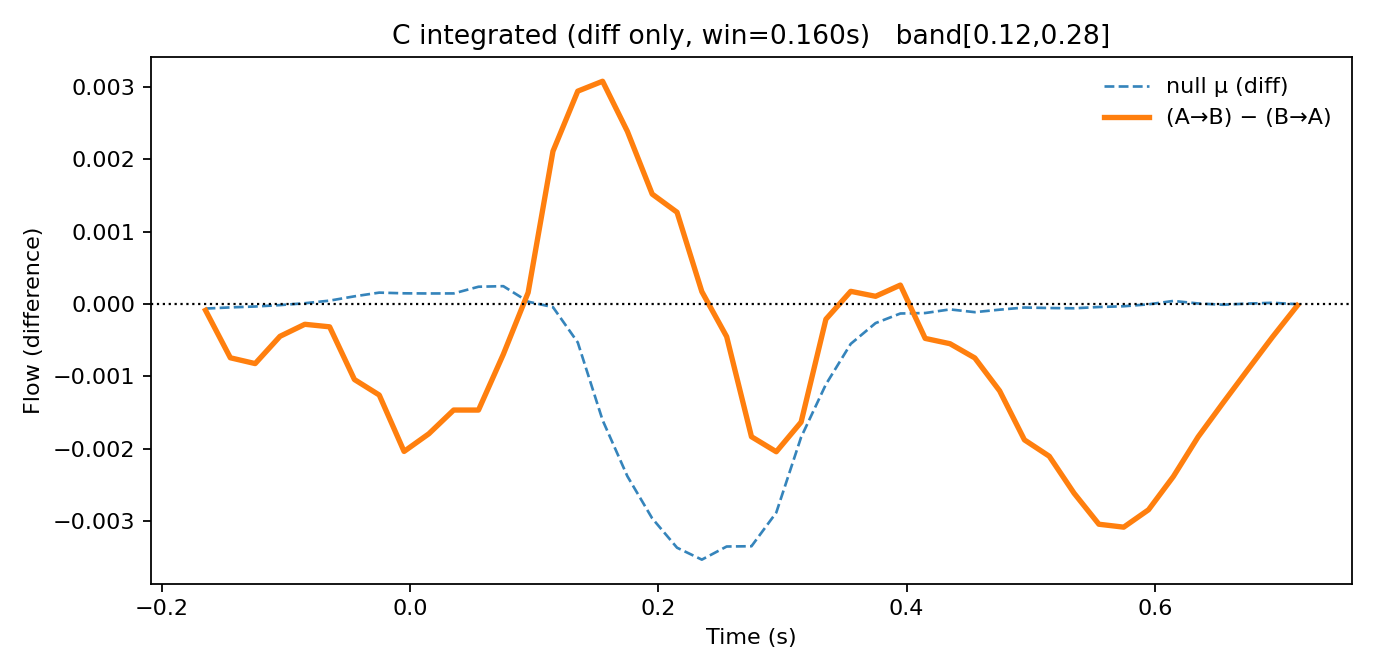 C integrated (diff only, win=0.160s)   band[0.12,0.28]
null μ (diff)
(A→B) − (B→A)
Flow (difference)
0.003
0.002
0.001
0.000
−0.001
−0.002
−0.003
−0.2
0.0
0.2
0.4
0.6
Time (s)